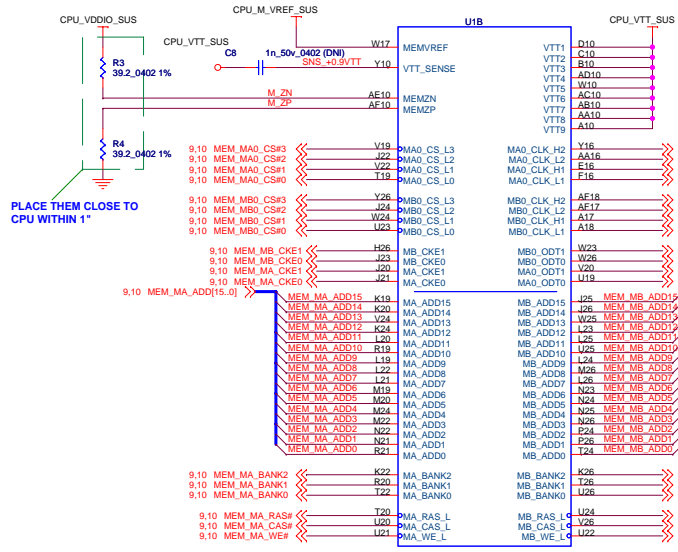 CPU_M_VREF_SUS
CPU_VDDIO_SUS
CPU_VTT_SUS
U1B
CPU_VTT_SUS
C8
1n_50v_0402 (DNI)
SNS_+0.9VTT
R3
39.2_0402 1%
M_ZN
M_ZP
R4
39.2_0402 1%
PLACE THEM CLOSE TO
CPU WITHIN 1"
W17 MEMVREF
Y10 VTT_SENSE
AE10 MEMZN
AF10 MEMZP
VTT1 D10
VTT2 C10
VTT3 B10
VTT4 AD10
VTT5 W10
VTT6 AC10
VTT7 AB10
VTT8 AA10
VTT9 A10
9,10 MEM_MA0_CS#3 V19 MA0_CS_L3 MA0_CLK_H2 Y16
9,10 MEM_MA0_CS#2 J22 MA0_CS_L2 MA0_CLK_L2 AA16
9,10 MEM_MA0_CS#1 V22 MA0_CS_L1 MA0_CLK_H1 E16
9,10 MEM_MA0_CS#0 T19 MA0_CS_L0 MA0_CLK_L1 F16
9,10 MEM_MB0_CS#3 Y26 MB0_CS_L3 MB0_CLK_H2 AF18
9,10 MEM_MB0_CS#2 J24 MB0_CS_L2 MB0_CLK_L2 AF17
9,10 MEM_MB0_CS#1 W24 MB0_CS_L1 MB0_CLK_H1 A17
9,10 MEM_MB0_CS#0 U23 MB0_CS_L0 MB0_CLK_L1 A18
9,10 MEM_MB_CKE1 H26 MB_CKE1 MB0_ODT1 W23
9,10 MEM_MB_CKE0 J23 MB_CKE0 MB0_ODT0 W26
9,10 MEM_MA_CKE1 J20 MA_CKE1 MA0_ODT1 V20
9,10 MEM_MA_CKE0 J21 MA_CKE0 MA0_ODT0 U19
9,10 MEM_MA_ADD[15..0]
MEM_MA_ADD15 K19 MA_ADD15 MB_ADD15 J25 MEM_MB_ADD15
MEM_MA_ADD14 K20 MA_ADD14 MB_ADD14 J26 MEM_MB_ADD14
MEM_MA_ADD13 V24 MA_ADD13 MB_ADD13 W25 MEM_MB_ADD13
MEM_MA_ADD12 K24 MA_ADD12 MB_ADD12 L23 MEM_MB_ADD12
MEM_MA_ADD11 L20 MA_ADD11 MB_ADD11 L25 MEM_MB_ADD11
MEM_MA_ADD10 R19 MA_ADD10 MB_ADD10 U25 MEM_MB_ADD10
MEM_MA_ADD9 L19 MA_ADD9 MB_ADD9 L24 MEM_MB_ADD9
MEM_MA_ADD8 L22 MA_ADD8 MB_ADD8 M26 MEM_MB_ADD8
MEM_MA_ADD7 L21 MA_ADD7 MB_ADD7 L26 MEM_MB_ADD7
MEM_MA_ADD6 M19 MA_ADD6 MB_ADD6 N23 MEM_MB_ADD6
MEM_MA_ADD5 M20 MA_ADD5 MB_ADD5 N24 MEM_MB_ADD5
MEM_MA_ADD4 M24 MA_ADD4 MB_ADD4 N25 MEM_MB_ADD4
MEM_MA_ADD3 M22 MA_ADD3 MB_ADD3 N26 MEM_MB_ADD3
MEM_MA_ADD2 N22 MA_ADD2 MB_ADD2 P24 MEM_MB_ADD2
MEM_MA_ADD1 N21 MA_ADD1 MB_ADD1 P26 MEM_MB_ADD1
MEM_MA_ADD0 R21 MA_ADD0 MB_ADD0 T24 MEM_MB_ADD0
9,10 MEM_MA_BANK2 K22 MA_BANK2 MB_BANK2 K26
9,10 MEM_MA_BANK1 R20 MA_BANK1 MB_BANK1 T26
9,10 MEM_MA_BANK0 T22 MA_BANK0 MB_BANK0 U26
9,10 MEM_MA_RAS# T20 MA_RAS_L MB_RAS_L U24
9,10 MEM_MA_CAS# U20 MA_CAS_L MB_CAS_L V26
9,10 MEM_MA_WE# U21 MA_WE_L MB_WE_L U22